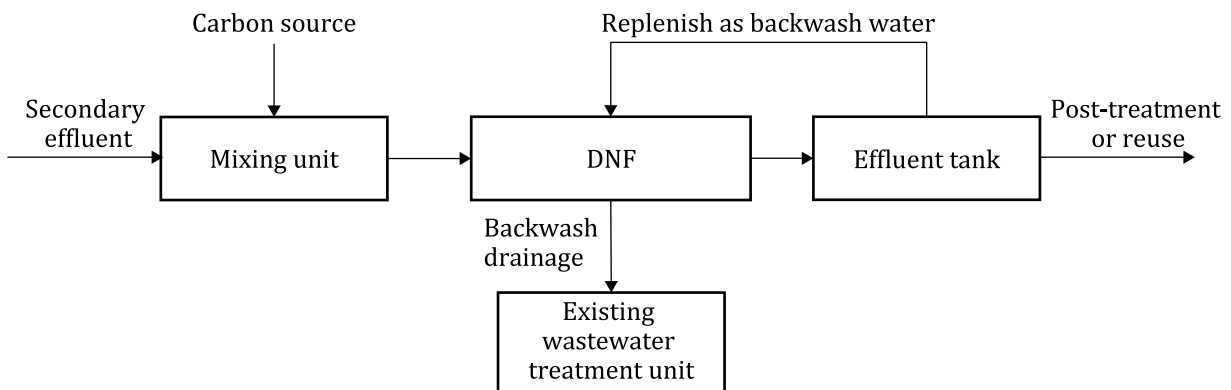 Carbon source
Replenish as backwash water
Secondary
effluent
Mixing unit
DNF
Effluent tank
Post-treatment
or reuse
Backwash
drainage
Existing
wastewater
treatment unit